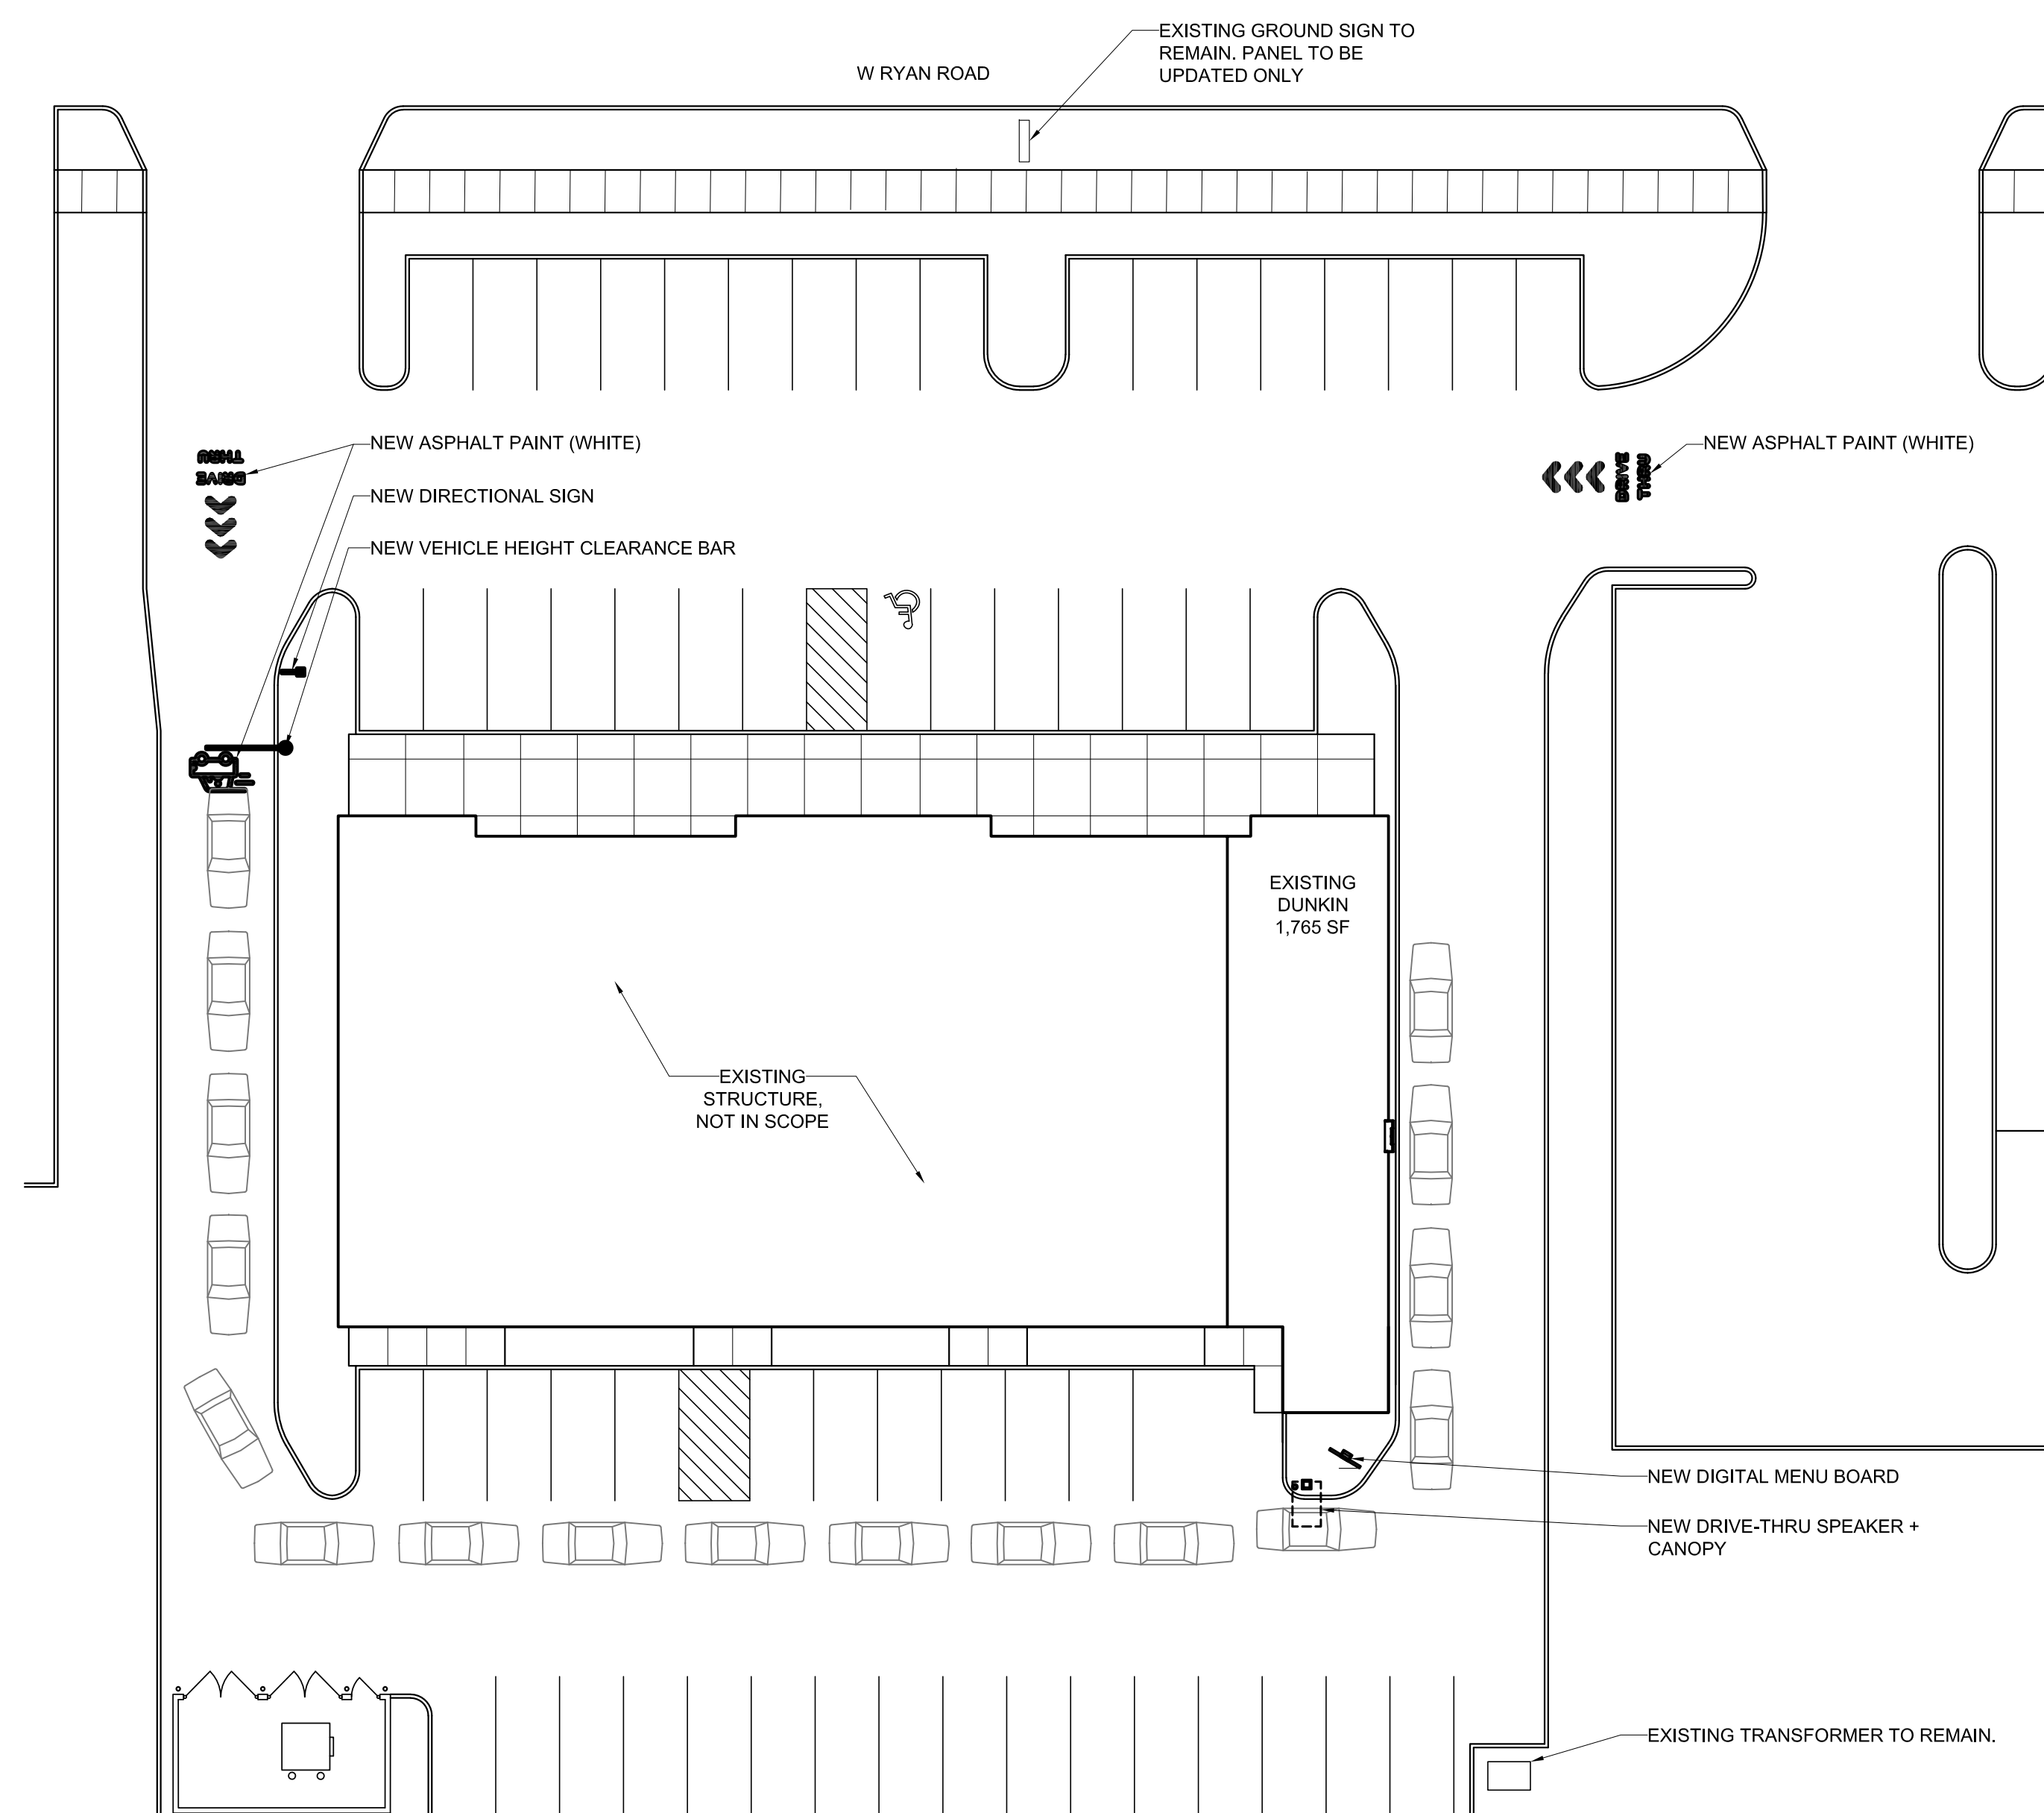 EXISTING GROUND SIGN TO
REMAIN. PANEL TO BE
UPDATED ONLY
W RYAN ROAD
NEW ASPHALT PAINT (WHITE)
NEW DIRECTIONAL SIGN
NEW VEHICLE HEIGHT CLEARANCE BAR
THRU
DRIVE
NEW ASPHALT PAINT (WHITE)
DRIVE
THRU
EXISTING
DUNKIN
1,765 SF
EXISTING
STRUCTURE,
NOT IN SCOPE
NEW DIGITAL MENU BOARD
NEW DRIVE-THRU SPEAKER +
CANOPY
EXISTING TRANSFORMER TO REMAIN.